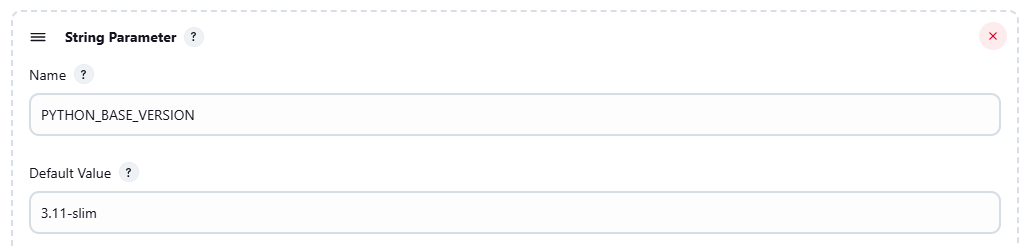 String Parameter ?
Name ?
PYTHON_BASE_VERSION
Default Value ?
3.11-slim